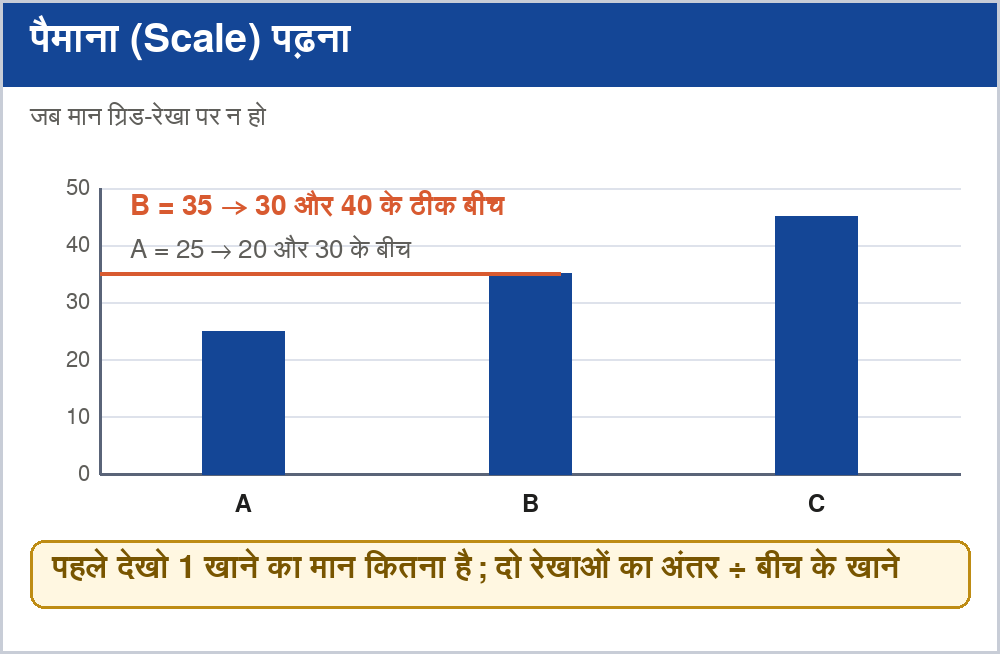 पैमाना (Scale) पढ़ना
जब मान ग्रिड-रेखा पर न हो
50
B = 35 → 30 और 40 के ठीक बीच
40
A = 25 → 20 और 30 के बीच
30
20
10
0
A B C
पहले देखो 1 खाने का मान कितना है ; दो रेखाओं का अंतर ÷ बीच के खाने